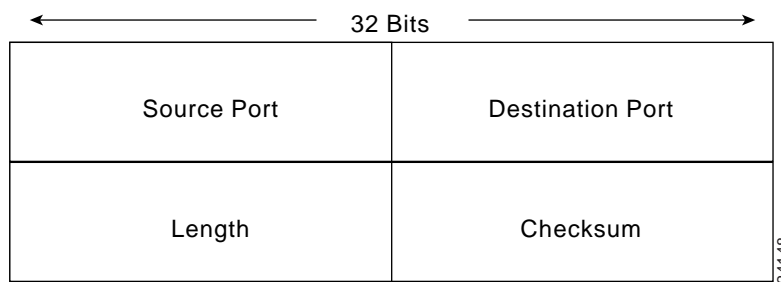 32 Bits
Source Port
Destination Port
Length
Checksum